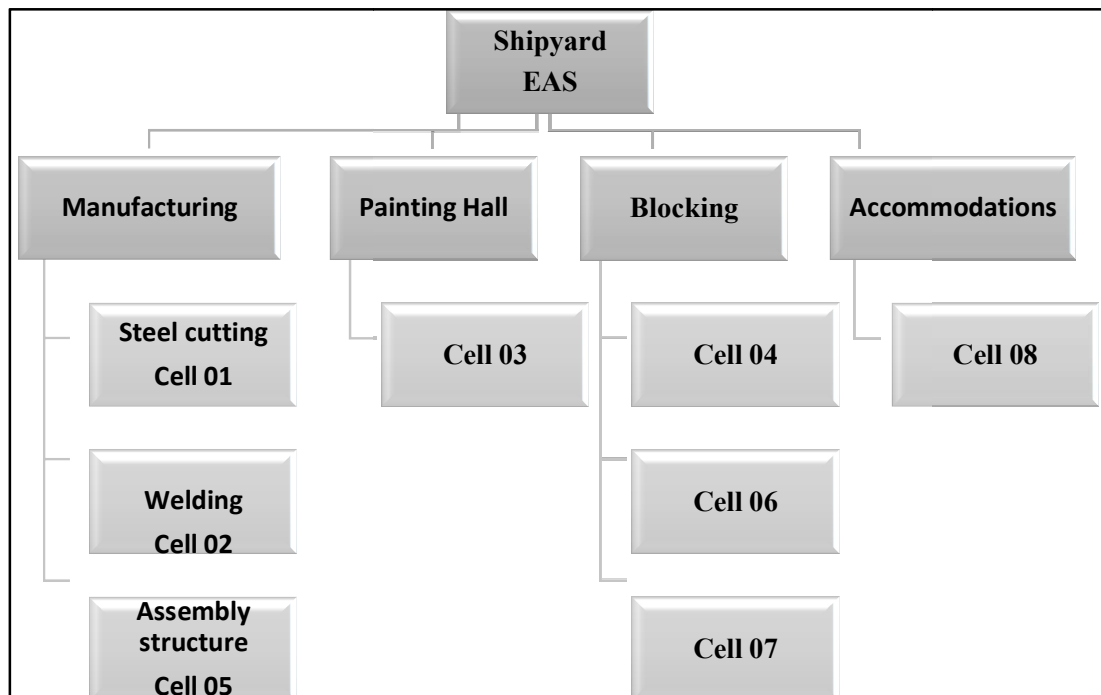 Shipyard
EAS
Manufacturing
Painting Hall
Blocking
Accommodations
Steel cutting
Cell 01
Cell 03
Cell 04
Cell 08
Welding
Cell 02
Cell 06
Assembly
structure
Cell 05
Cell 07